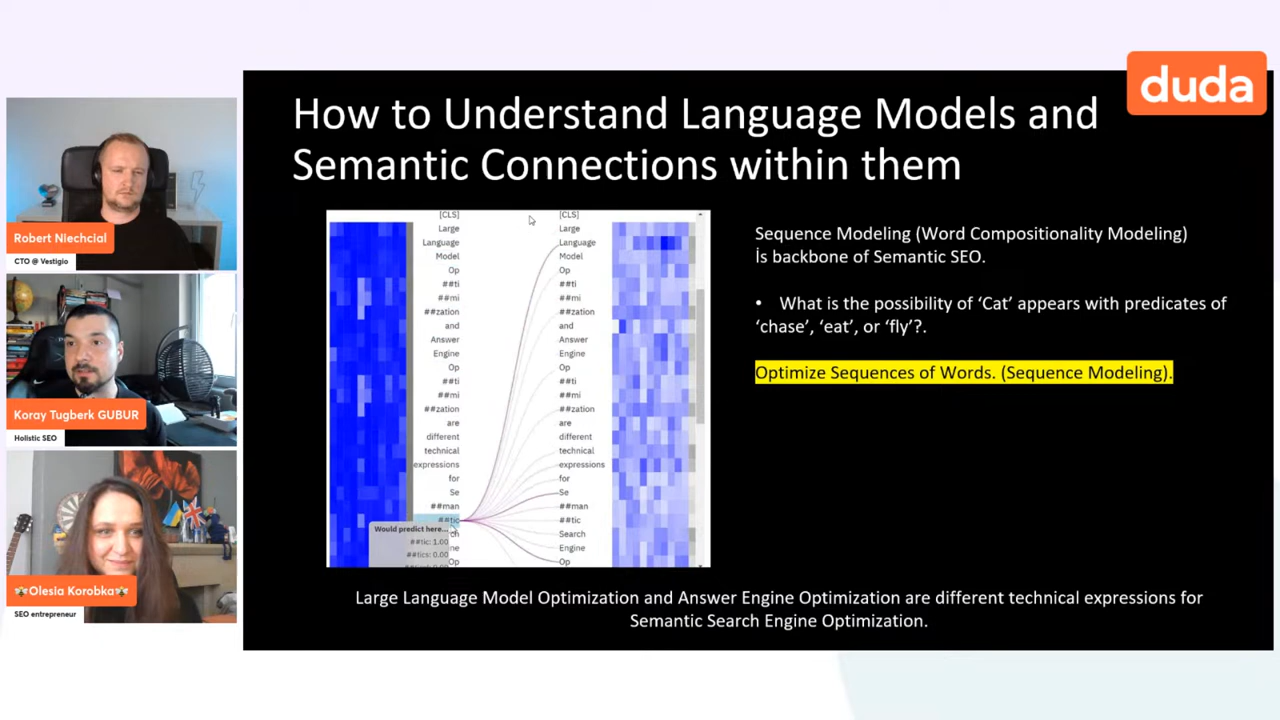 duda
How to Understand Language Models and
Semantic Connections within them
Robert Niechcial
CTO @ Vestigio
Koray Tugberk GUBUR
Holistic SEO
Olesia Korobka
SEO entrepreneur
[CLS] [CLS]
Large Large
Language Language
Model Model
Op Op
##ti ##ti
##mi ##mi
##zation ##zation
and and
Answer Answer
Engine Engine
Op Op
##ti ##ti
##mi ##mi
##zation ##zation
are are
different different
technical technical
expressions expressions
for for
Se Se
##man ##man
##tic ##tic
Would predict here...
##tic: 1.00
##tics: 0.00
Search
Engine
Op Op
Sequence Modeling (Word Compositionality Modeling)
İs backbone of Semantic SEO.
• What is the possibility of ‘Cat’ appears with predicates of
‘chase’, ‘eat’, or ‘fly’?.
Optimize Sequences of Words. (Sequence Modeling).
Large Language Model Optimization and Answer Engine Optimization are different technical expressions for
Semantic Search Engine Optimization.